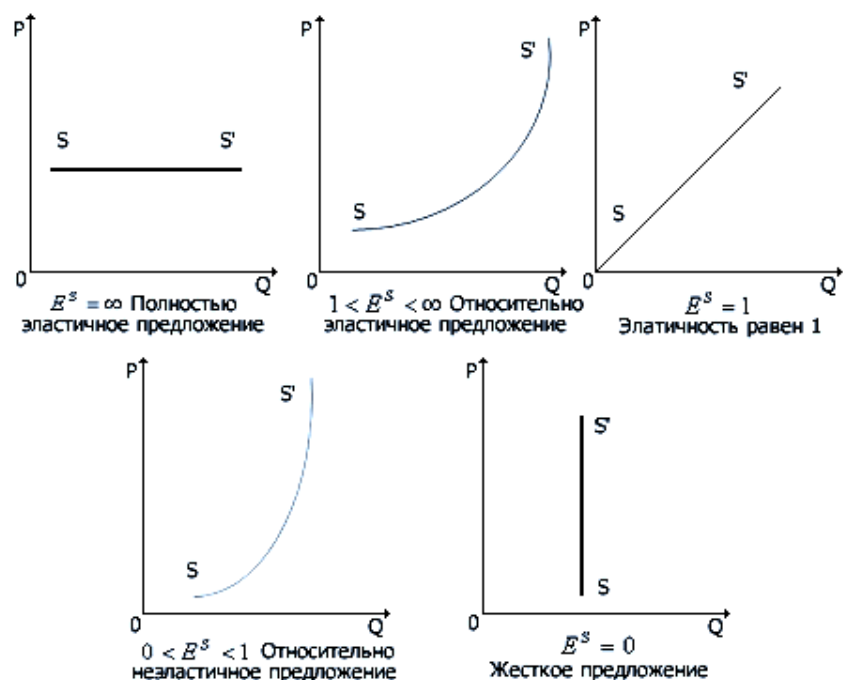 P
S S'
0 Q
E^S = ∞ Полностью
эластичное предложение
P
S'
S
0 Q
1 < E^S < ∞ Относительно
эластичное предложение
P
S'
S
0 Q
E^S = 1
Элатичность равен 1
P
S'
S
0 Q
0 < E^S < 1 Относительно
неэластичное предложение
P
S'
S
0 Q
E^S = 0
Жесткое предложение